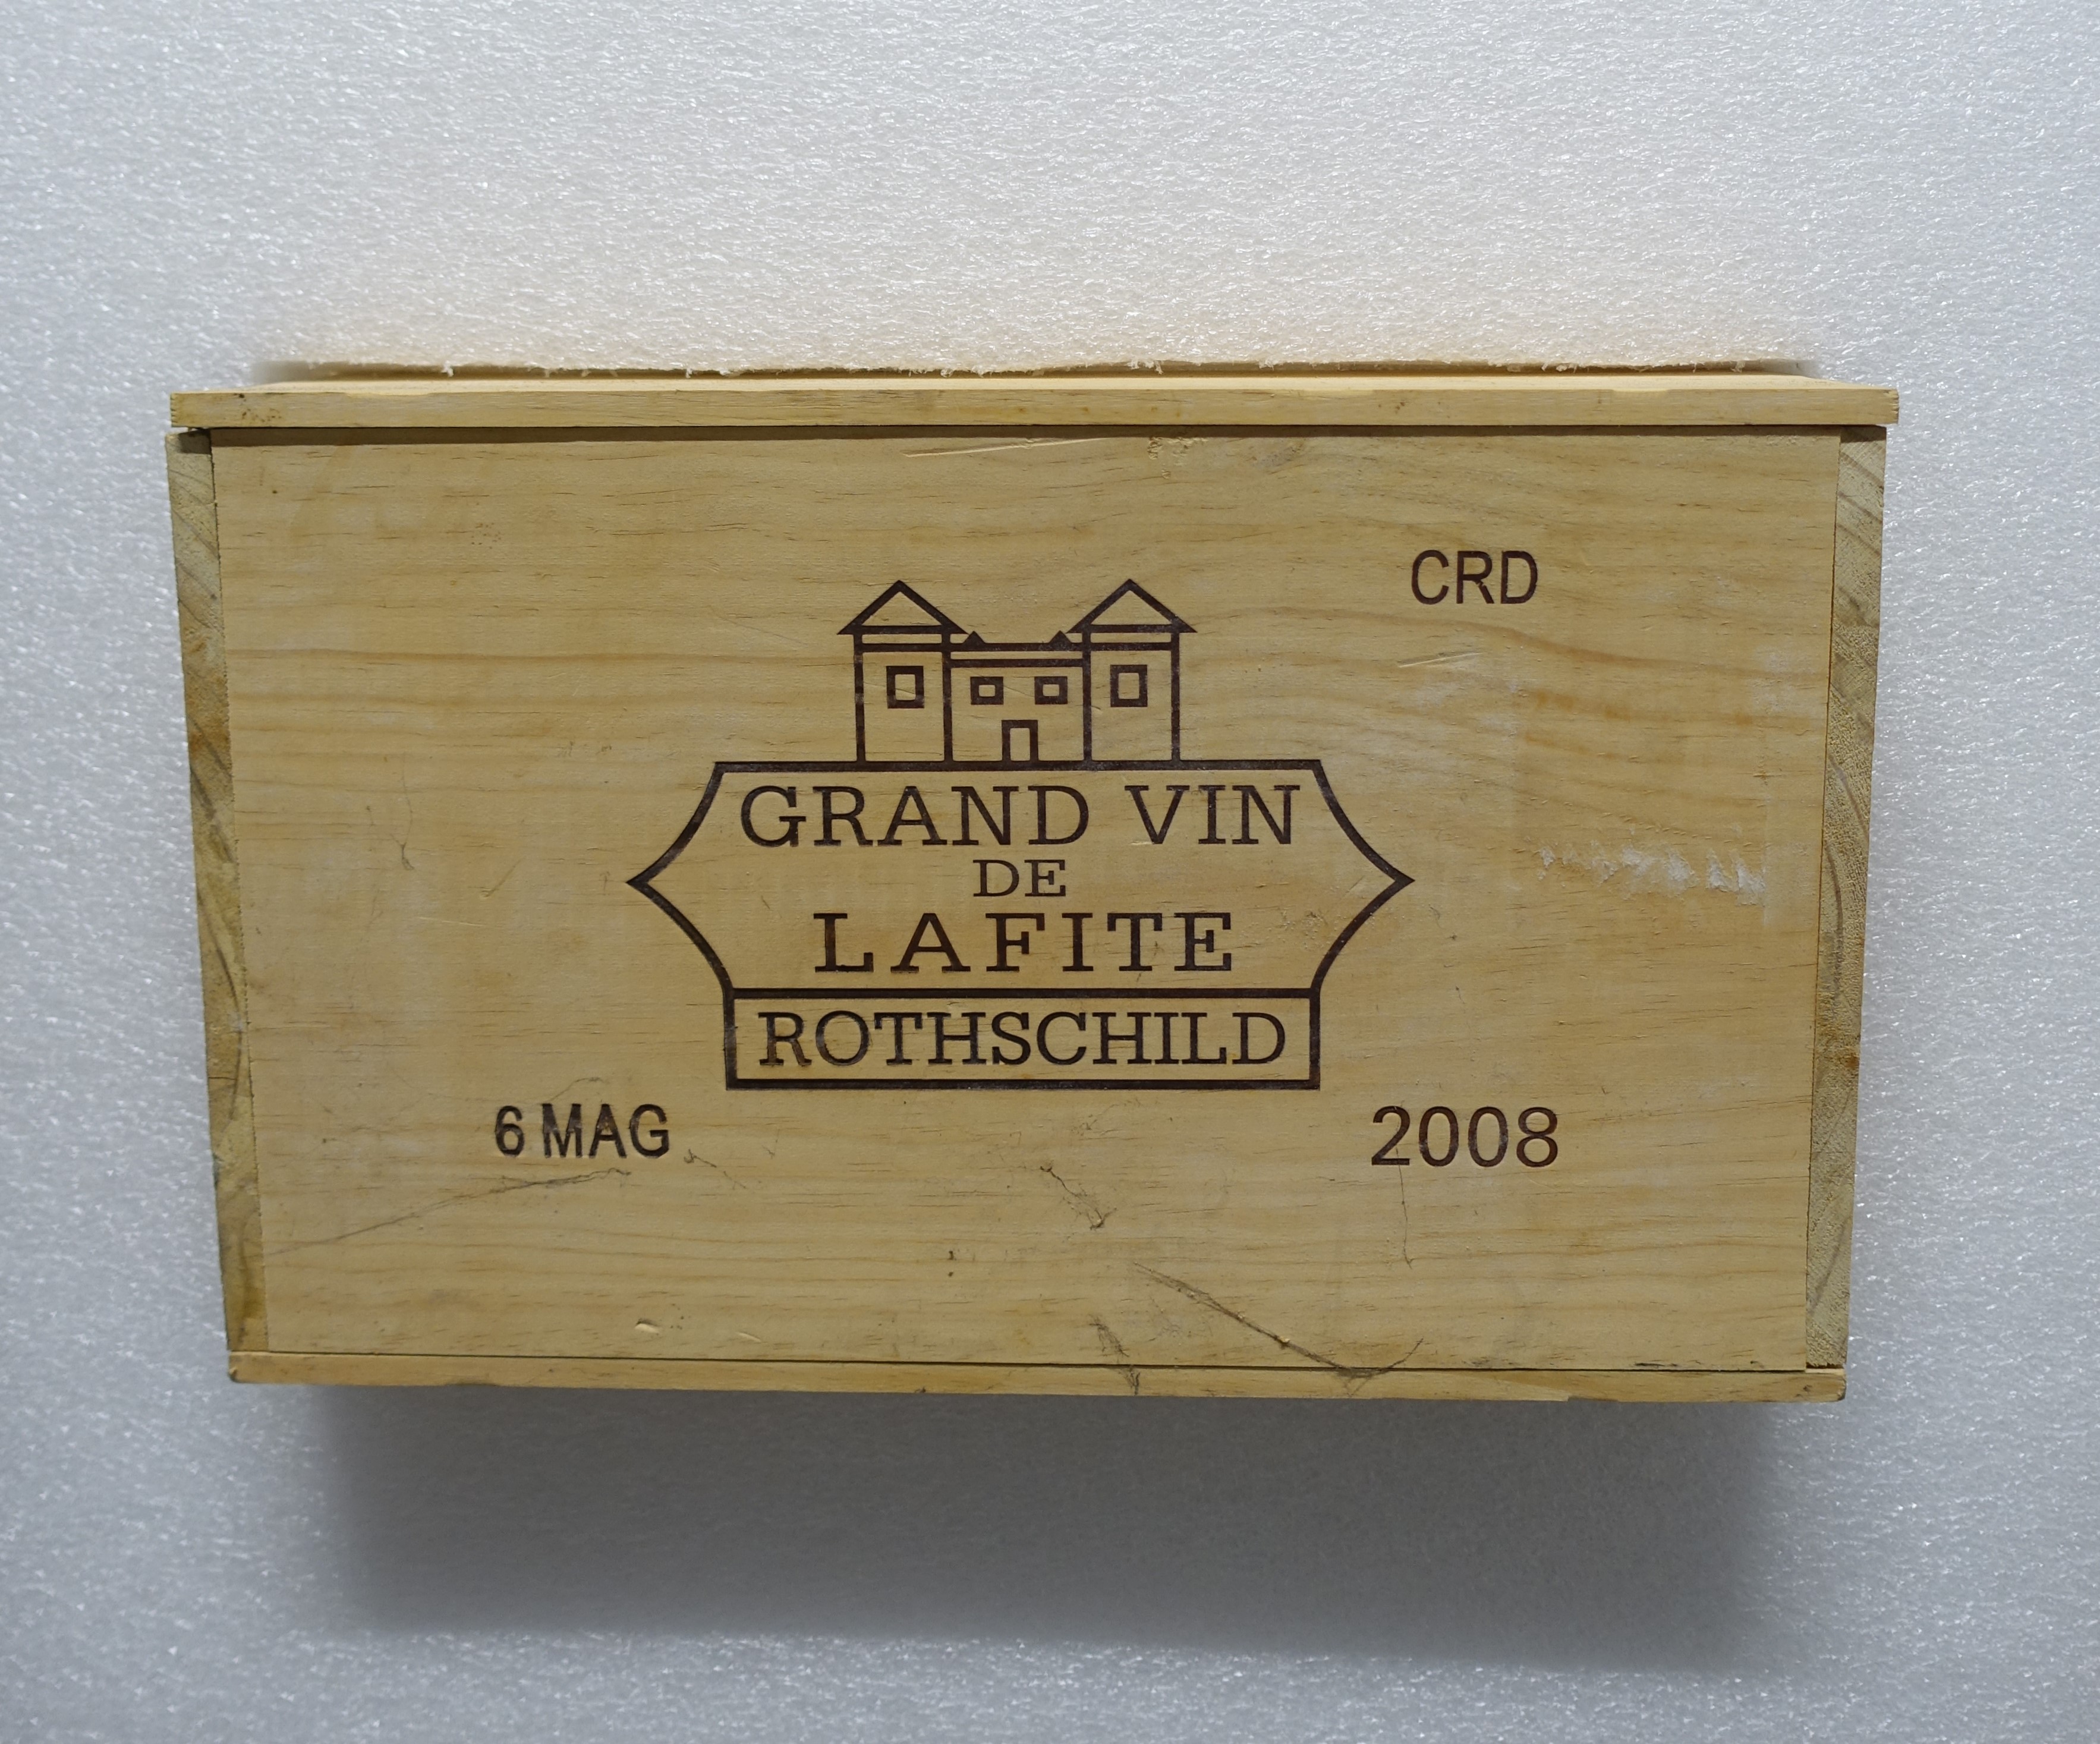 CRD
GRAND VIN
DE
LAFITE
ROTHSCHILD
6 MAG
2008